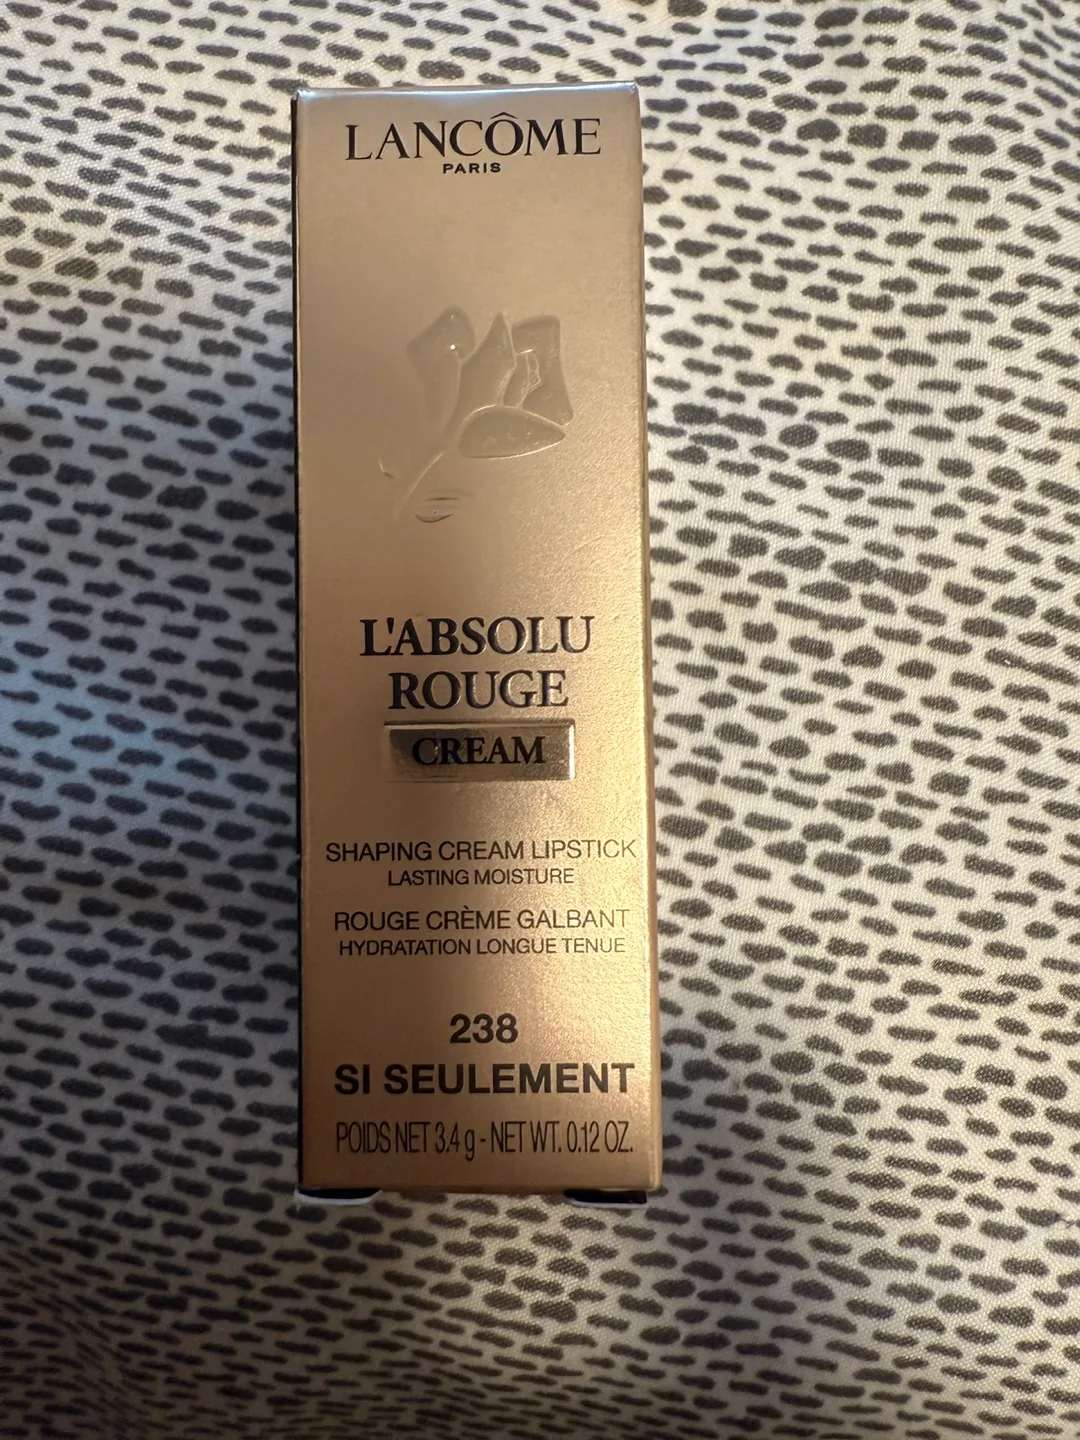 LANCÔME
PARIS
L'ABSOLU
ROUGE
CREAM
SHAPING CREAM LIPSTICK
LASTING MOISTURE
ROUGE CRÈME GALBANT
HYDRATATION LONGUE TENUE
238
SI SEULEMENT
POIDS NET 3.4 g - NET WT. 0.12 OZ.